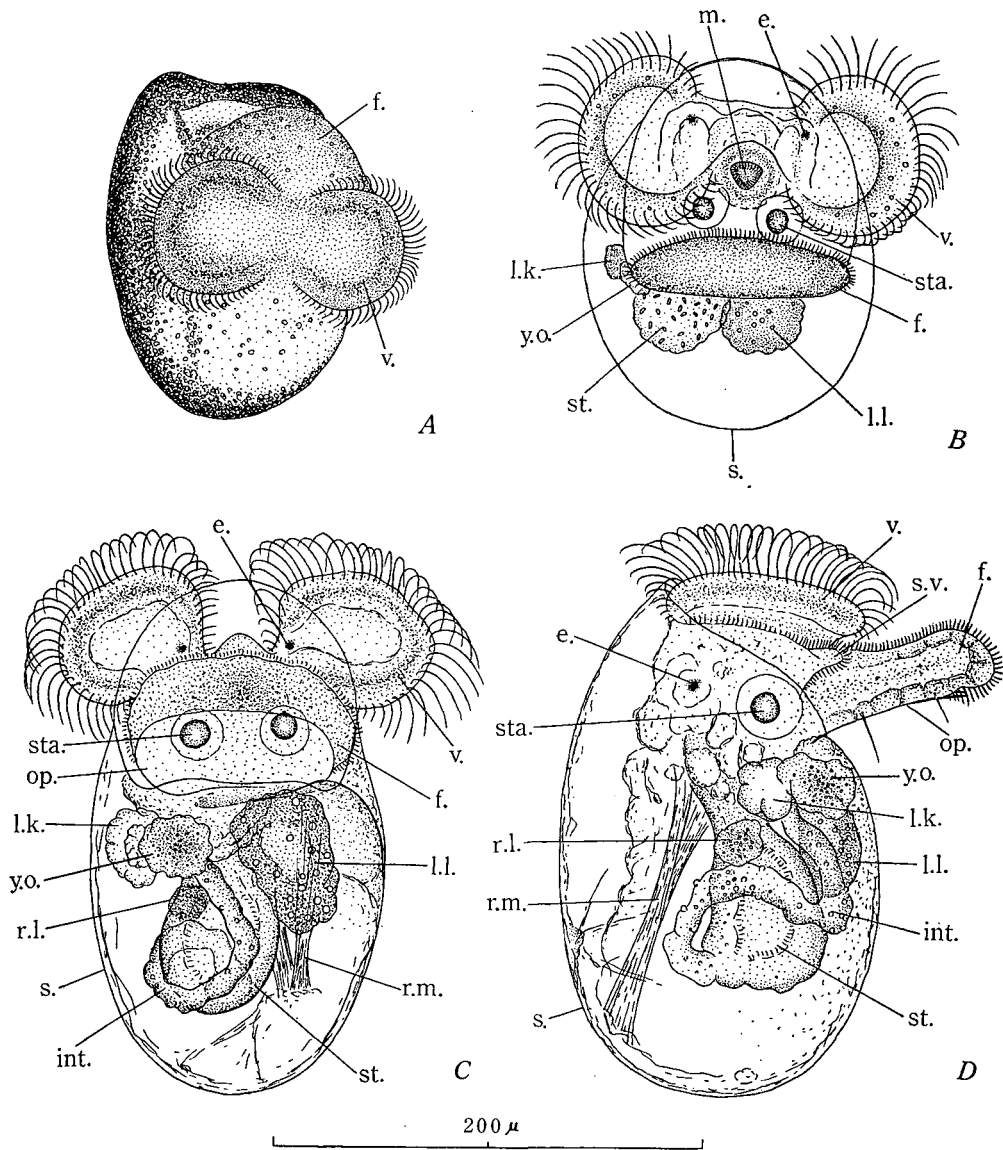 f.
v.
A
m.
e.
v.
l.k.
sta.
y.o.
f.
st.
l.l.
s.
B
e.
sta.
v.
op.
f.
l.k.
l.l.
y.o.
r.l.
s.
r.m.
int.
st.
C
v.
s.v.
f.
e.
sta.
op.
y.o.
l.k.
r.l.
l.l.
r.m.
int.
s.
st.
D
200 μ